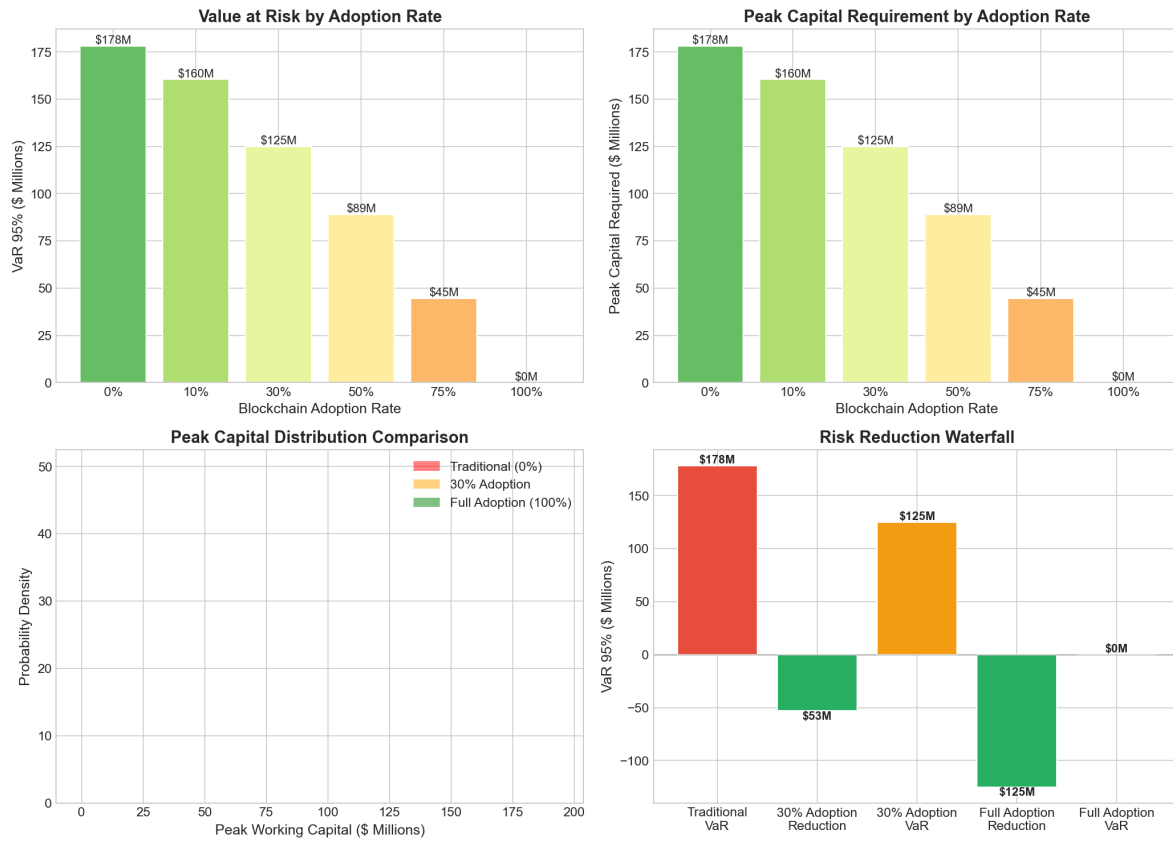 Value at Risk by Adoption Rate
VaR 95% ($ Millions)
175
150
125
100
75
50
25
0
$178M
$160M
$125M
$89M
$45M
$0M
0%
10%
30%
50%
75%
100%
Blockchain Adoption Rate
Peak Capital Requirement by Adoption Rate
Peak Capital Required ($ Millions)
175
150
125
100
75
50
25
0
$178M
$160M
$125M
$89M
$45M
$0M
0%
10%
30%
50%
75%
100%
Blockchain Adoption Rate
Peak Capital Distribution Comparison
Probability Density
50
40
30
20
10
0
Traditional (0%)
30% Adoption
Full Adoption (100%)
0
25
50
75
100
125
150
175
200
Peak Working Capital ($ Millions)
Risk Reduction Waterfall
VaR 95% ($ Millions)
150
100
50
0
−50
−100
$178M
$53M
$125M
$125M
$0M
Traditional
VaR
30% Adoption
Reduction
30% Adoption
VaR
Full Adoption
Reduction
Full Adoption
VaR